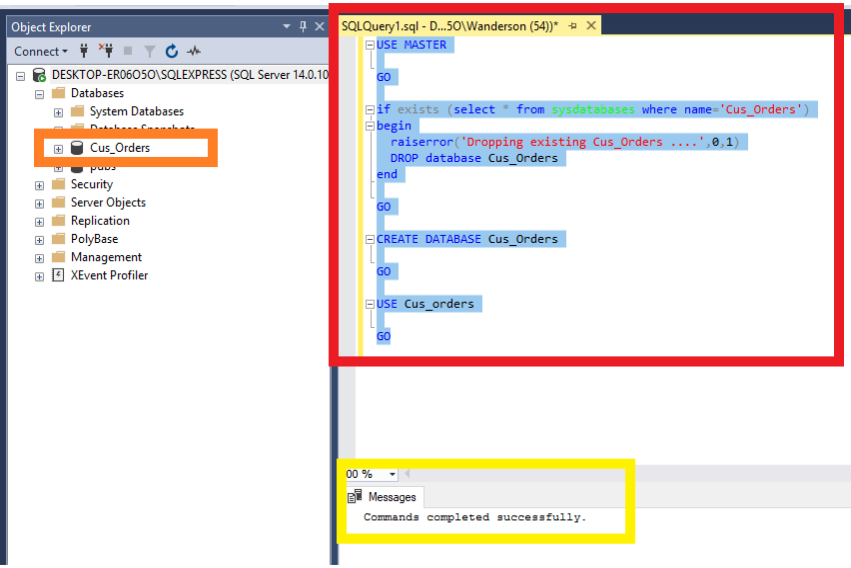 Object Explorer
Connect
DESKTOP-ER06O5O\SQLEXPRESS (SQL Server 14.0.10
Databases
System Databases
Database Snapshots
Cus_Orders
pubs
Security
Server Objects
Replication
PolyBase
Management
XEvent Profiler
SQLQuery1.sql - D...5O\Wanderson (54))*
USE MASTER
GO
if exists (select * from sysdatabases where name='Cus_Orders')
begin
raiserror('Dropping existing Cus_Orders ....',0,1)
DROP database Cus_Orders
end
GO
CREATE DATABASE Cus_Orders
GO
USE Cus_orders
GO
00 %
Messages
Commands completed successfully.